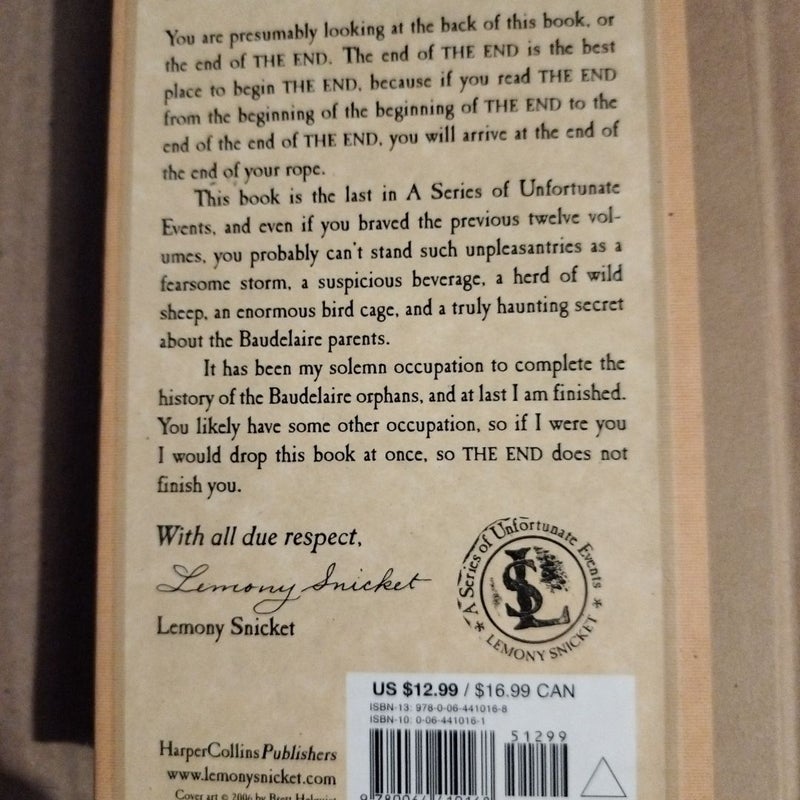 You are presumably looking at the back of this book, or
the end of THE END. The end of THE END is the best
place to begin THE END, because if you read THE END
from the beginning of the beginning of THE END to the
end of the end of THE END, you will arrive at the end of
the end of your rope.
This book is the last in A Series of Unfortunate
Events, and even if you braved the previous twelve vol-
umes, you probably can't stand such unpleasantries as a
fearsome storm, a suspicious beverage, a herd of wild
sheep, an enormous bird cage, and a truly haunting secret
about the Baudelaire parents.
It has been my solemn occupation to complete the
history of the Baudelaire orphans, and at last I am finished.
You likely have some other occupation, so if I were you
I would drop this book at once, so THE END does not
finish you.
With all due respect,
Lemony Snicket
Lemony Snicket
A Series of Unfortunate Events
* LEMONY SNICKET *
LS
US $12.99 / $16.99 CAN
ISBN-13: 978-0-06-441016-8
ISBN-10: 0-06-441016-1
51299
HarperCollinsPublishers
www.lemonysnicket.com
Cover art © 2006 by Brett Helquist